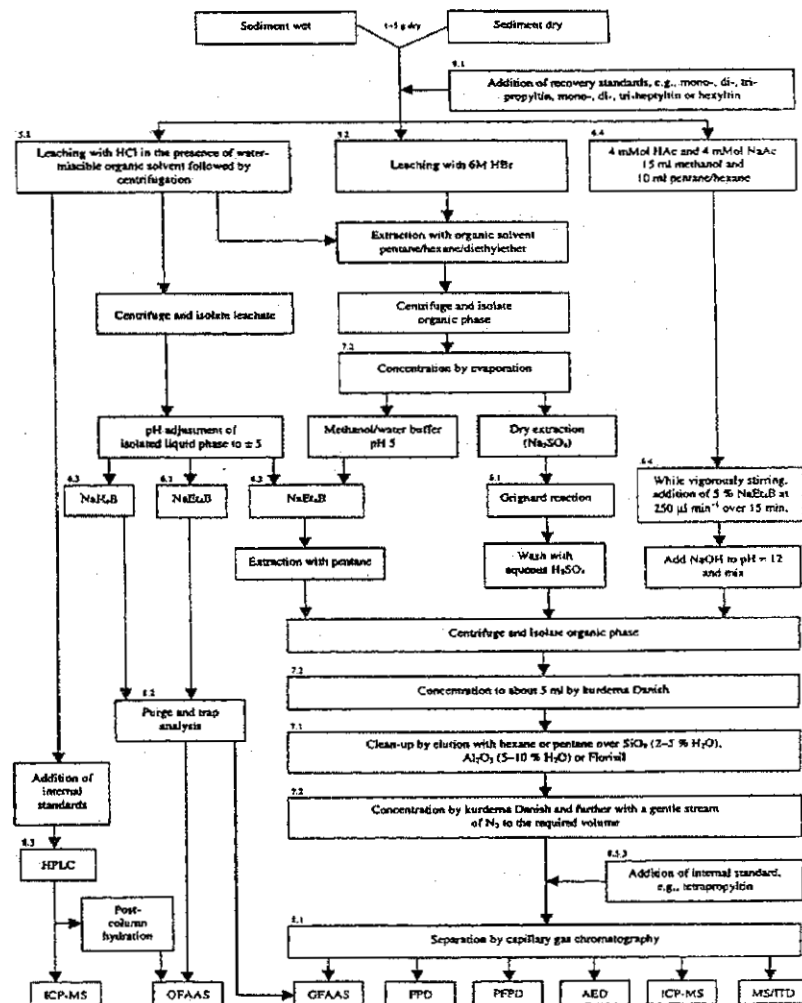 Sediment wet
1–5 g dry
Sediment dry
9.1
Addition of recovery standards, e.g., mono-, di-, tri-
propyltin, mono-, di-, tri-heptyltin or hexyltin
5.2
6.4
Leaching with HCl in the presence of water-
miscible organic solvent followed by
centrifugation
Leaching with 6M HBr
4 mMol HAc and 4 mMol NaAc
15 ml methanol and
10 ml pentane/hexane
Extraction with organic solvent
pentane/hexane/diethylether
Centrifuge and isolate leachate
Centrifuge and isolate
organic phase
7.2
Concentration by evaporation
pH adjustment of
isolated liquid phase to ± 5
Methanol/water buffer
pH 5
Dry extraction
(Na₂SO₄)
6.3
6.2
6.2
6.1
6.4
NaH₄B
NaEt₄B
NaEt₄B
Grignard reaction
While vigorously stirring,
addition of 5 % NaEt₄B at
250 µl min⁻¹ over 15 min.
Extraction with pentane
Wash with
aqueous H₂SO₄
Add NaOH to pH = 12
and mix
Centrifuge and isolate organic phase
7.2
Concentration to about 5 ml by kurderna Danish
8.2
Purge and trap
analysis
7.1
Clean-up by elution with hexane or pentane over SiO₂ (2–5 % H₂O),
Al₂O₃ (5–10 % H₂O) or Florisil
Addition of
internal
standards
7.2
Concentration by kurderna Danish and further with a gentle stream
of N₂ to the required volume
8.3
HPLC
8.5.3
Addition of internal standard,
e.g., tetrapropyltin
Post-
column
hydration
8.1
Separation by capillary gas chromatography
ICP-MS
QFAAS
GFAAS
FPD
PFPD
AED
ICP-MS
MS/ITD